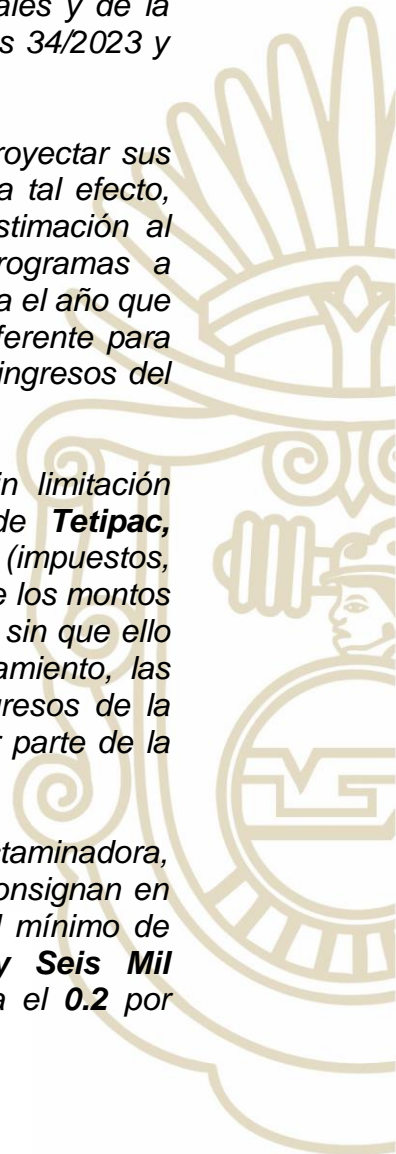 ales y de la
s 34/2023 y
royectar sus
a tal efecto,
stimación al
rogramas a
a el año que
ferente para
ingresos del
in limitación
de Tetipac,
(impuestos,
e los montos
sin que ello
amiento, las
resos de la
r parte de la
ctaminadora,
onsignan en
l mínimo de
y Seis Mil
a el 0.2 por